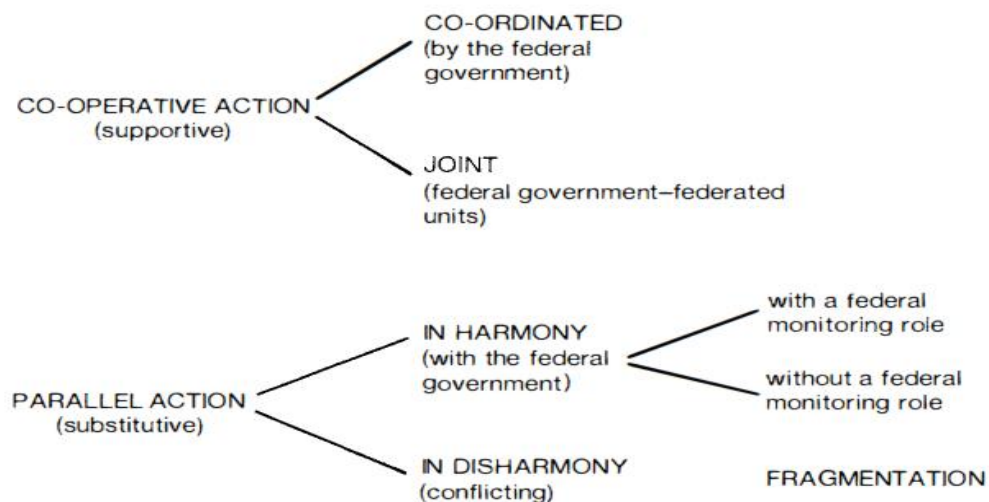 CO-ORDINATED
(by the federal
government)
CO-OPERATIVE ACTION
(supportive)
JOINT
(federal government–federated
units)
with a federal
monitoring role
IN HARMONY
(with the federal
government)
without a federal
monitoring role
PARALLEL ACTION
(substitutive)
IN DISHARMONY
(conflicting)
FRAGMENTATION